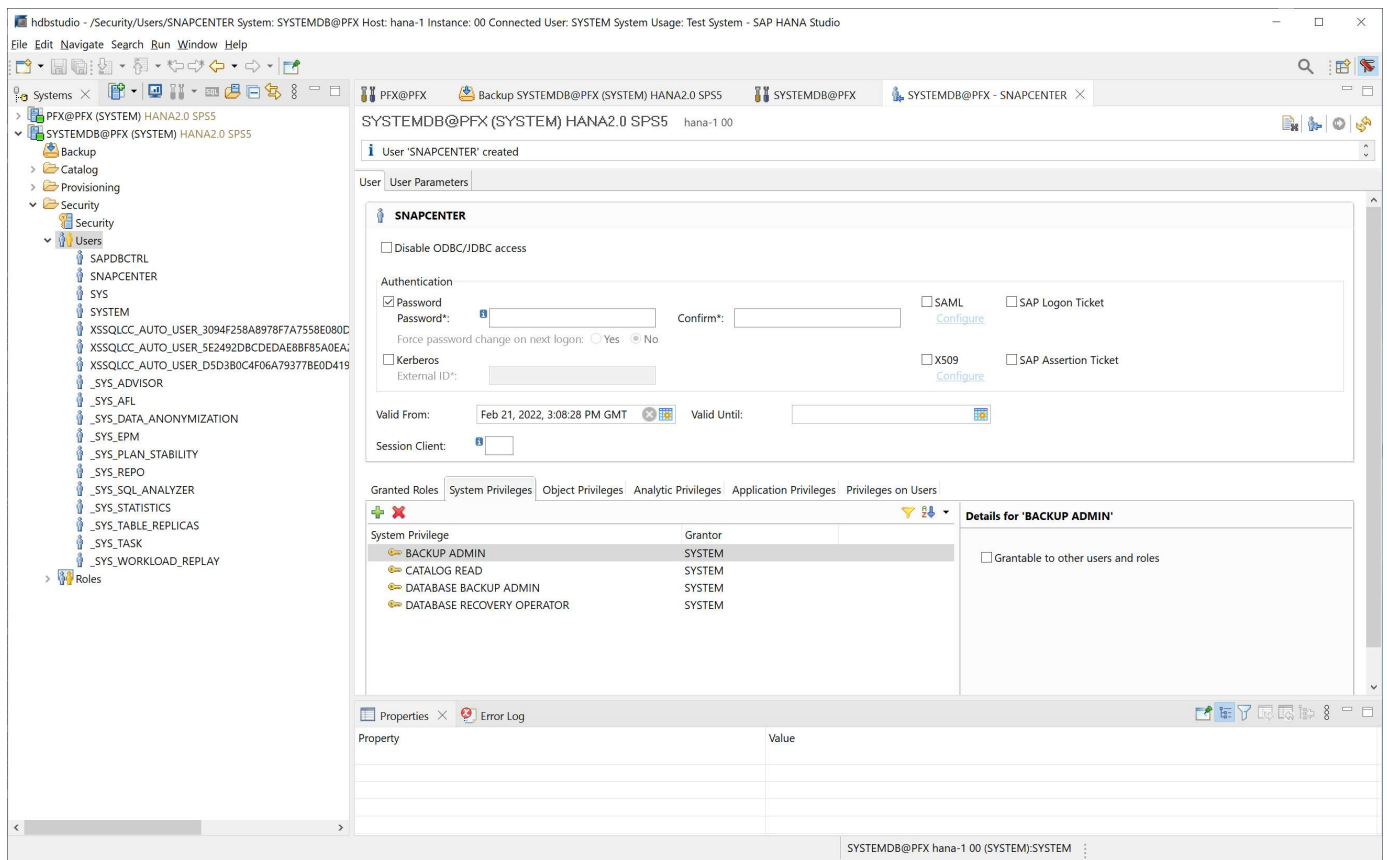 hdbstudio - /Security/Users/SNAPCENTER System: SYSTEMDB@PFX Host: hana-1 Instance: 00 Connected User: SYSTEM System Usage: Test System - SAP HANA Studio
File Edit Navigate Search Run Window Help
Systems
PFX@PFX (SYSTEM) HANA2.0 SPS5
SYSTEMDB@PFX (SYSTEM) HANA2.0 SPS5
Backup
Catalog
Provisioning
Security
Security
Users
SAPDBCTRL
SNAPCENTER
SYS
SYSTEM
XSSQLCC_AUTO_USER_3094F258A8978F7A7558E080D
XSSQLCC_AUTO_USER_5E2492DBCDEDAE8BF85A0EA2
XSSQLCC_AUTO_USER_D5D3B0C4F06A79377BE0D419
_SYS_ADVISOR
_SYS_AFL
_SYS_DATA_ANONYMIZATION
_SYS_EPM
_SYS_PLAN_STABILITY
_SYS_REPO
_SYS_SQL_ANALYZER
_SYS_STATISTICS
_SYS_TABLE_REPLICAS
_SYS_TASK
_SYS_WORKLOAD_REPLAY
Roles
PFX@PFX Backup SYSTEMDB@PFX (SYSTEM) HANA2.0 SPS5 SYSTEMDB@PFX SYSTEMDB@PFX - SNAPCENTER
SYSTEMDB@PFX (SYSTEM) HANA2.0 SPS5 hana-1 00
User 'SNAPCENTER' created
User User Parameters
SNAPCENTER
Disable ODBC/JDBC access
Authentication
Password SAML SAP Logon Ticket
Password*: Confirm*: Configure
Force password change on next logon: Yes No
Kerberos X509 SAP Assertion Ticket
External ID*: Configure
Valid From: Feb 21, 2022, 3:08:28 PM GMT Valid Until:
Session Client:
Granted Roles System Privileges Object Privileges Analytic Privileges Application Privileges Privileges on Users
Details for 'BACKUP ADMIN'
System Privilege Grantor
BACKUP ADMIN SYSTEM
Grantable to other users and roles
CATALOG READ SYSTEM
DATABASE BACKUP ADMIN SYSTEM
DATABASE RECOVERY OPERATOR SYSTEM
Properties Error Log
Property Value
SYSTEMDB@PFX hana-1 00 (SYSTEM):SYSTEM